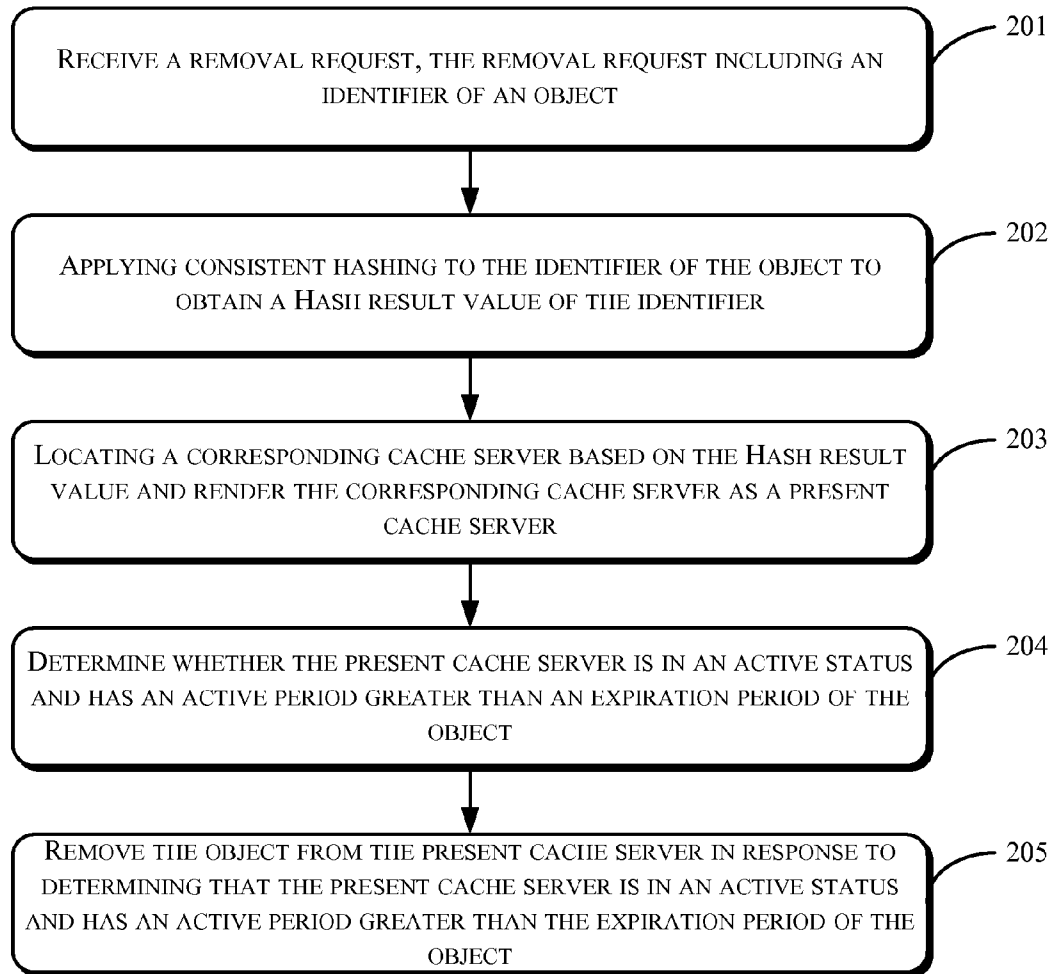 RECEIVE A REMOVAL REQUEST, THE REMOVAL REQUEST INCLUDING AN
IDENTIFIER OF AN OBJECT
201
APPLYING CONSISTENT HASHING TO THE IDENTIFIER OF THE OBJECT TO
OBTAIN A HASH RESULT VALUE OF THE IDENTIFIER
202
LOCATING A CORRESPONDING CACHE SERVER BASED ON THE HASH RESULT
VALUE AND RENDER THE CORRESPONDING CACHE SERVER AS A PRESENT
CACHE SERVER
203
DETERMINE WHETHER THE PRESENT CACHE SERVER IS IN AN ACTIVE STATUS
AND HAS AN ACTIVE PERIOD GREATER THAN AN EXPIRATION PERIOD OF THE
OBJECT
204
REMOVE THE OBJECT FROM THE PRESENT CACHE SERVER IN RESPONSE TO
DETERMINING THAT THE PRESENT CACHE SERVER IS IN AN ACTIVE STATUS
AND HAS AN ACTIVE PERIOD GREATER THAN THE EXPIRATION PERIOD OF THE
OBJECT
205